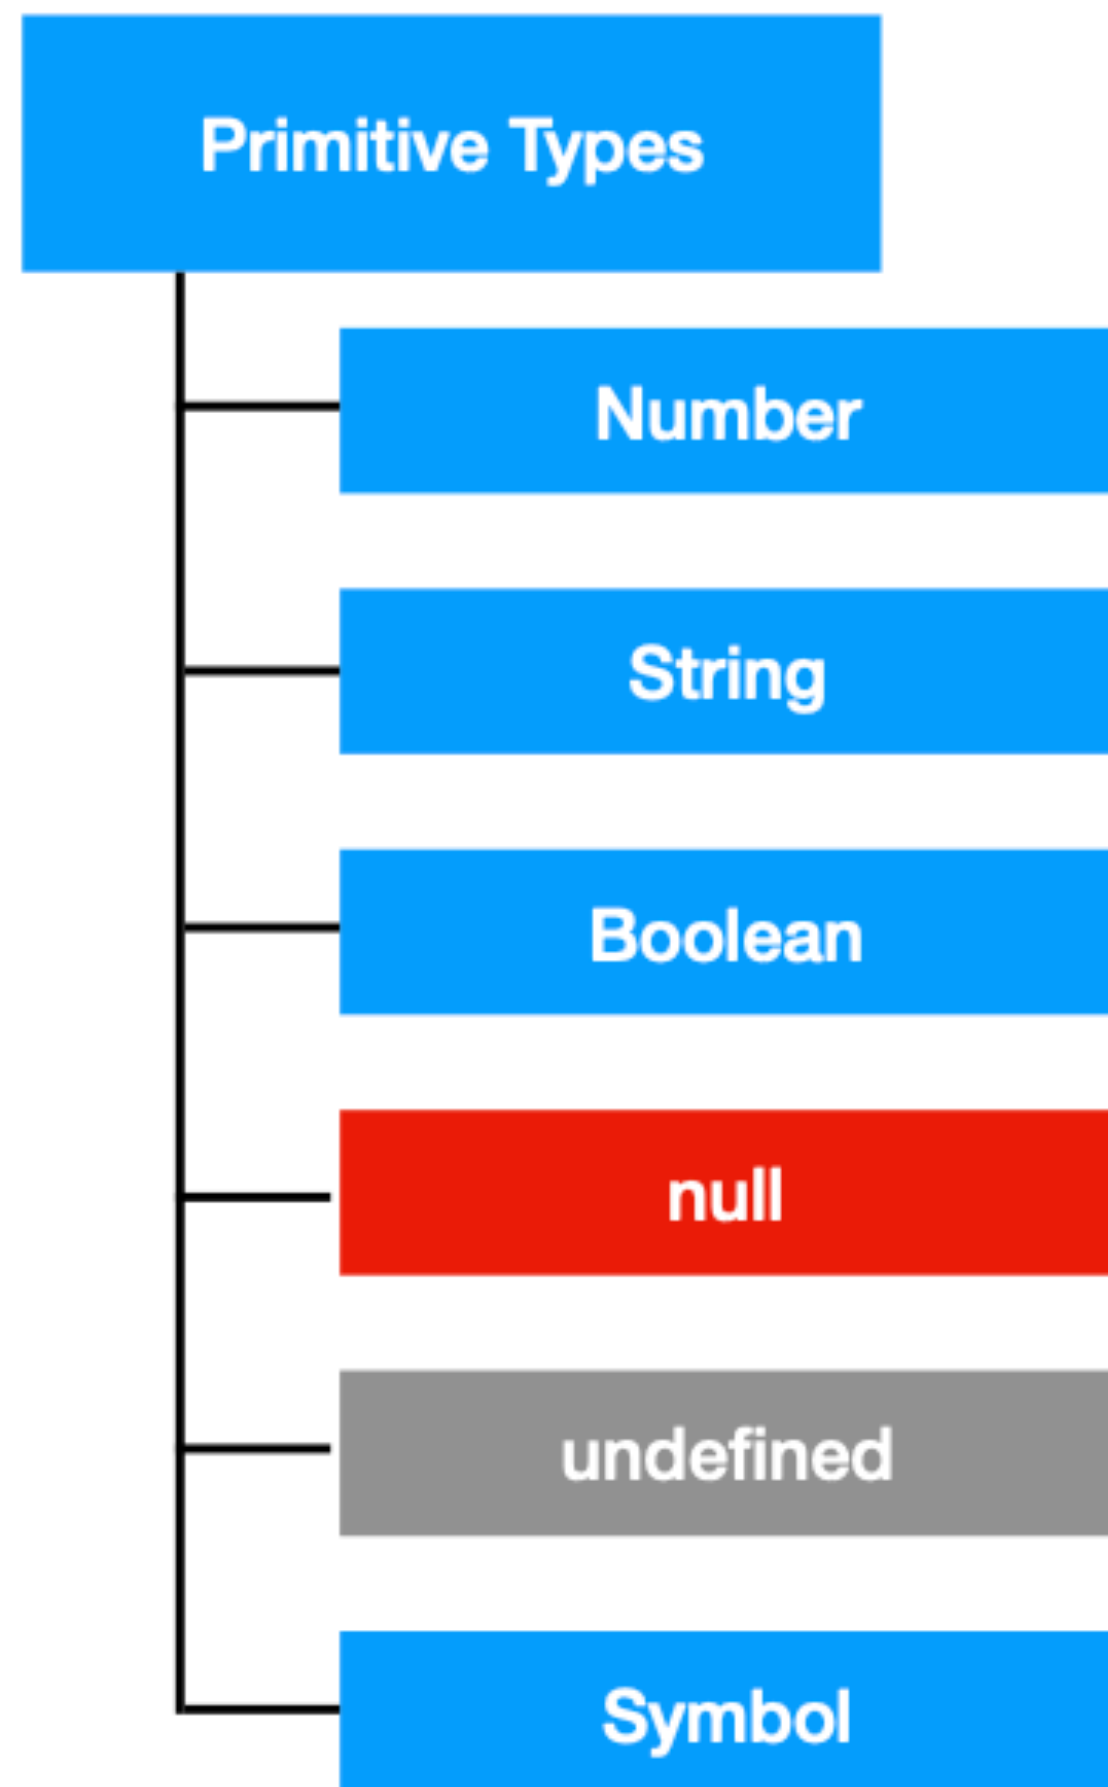 Primitive Types
Number
String
Boolean
null
undefined
Symbol